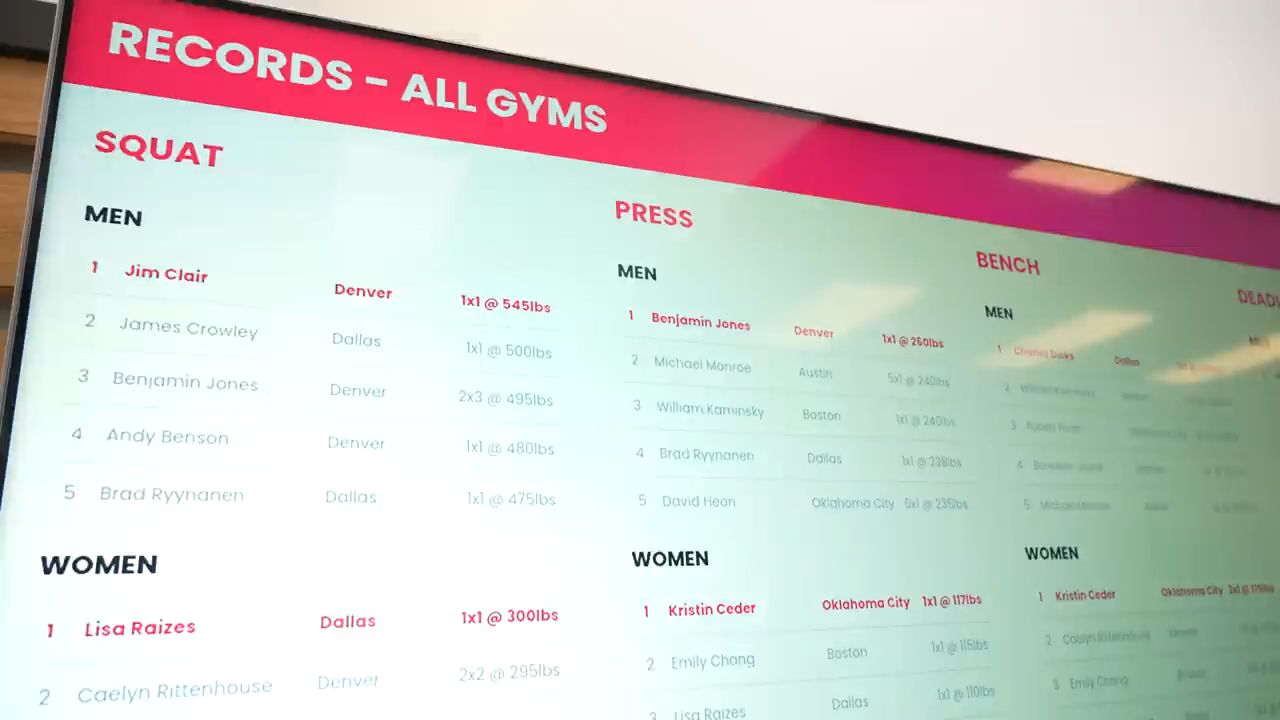 RECORDS - ALL GYMS
SQUAT
MEN
1 Jim Clair Denver 1x1 @ 545lbs
2 James Crowley Dallas 1x1 @ 500lbs
3 Benjamin Jones Denver 2x3 @ 495lbs
4 Andy Benson Denver 1x1 @ 480lbs
5 Brad Ryynanen Dallas 1x1 @ 475lbs
WOMEN
1 Lisa Raizes Dallas 1x1 @ 300lbs
2 Caelyn Rittenhouse Denver 2x2 @ 295lbs
PRESS
MEN
1 Benjamin Jones Denver 1x1 @ 260lbs
2 Michael Monroe Austin 5x1 @ 240lbs
3 William Kaminsky Boston 1x1 @ 240lbs
4 Brad Ryynanen Dallas 1x1 @ 238lbs
5 David Hean Oklahoma City 6x1 @ 235lbs
WOMEN
1 Kristin Ceder Oklahoma City 1x1 @ 117lbs
2 Emily Chang Boston 1x1 @ 115lbs
3 Lisa Raizes Dallas 1x1 @ 110lbs
BENCH
MEN
1 Dallas
2
3
4
5
WOMEN
1 Kristin Ceder Oklahoma City
2 Caelyn Rittenhouse
3 Emily Chang